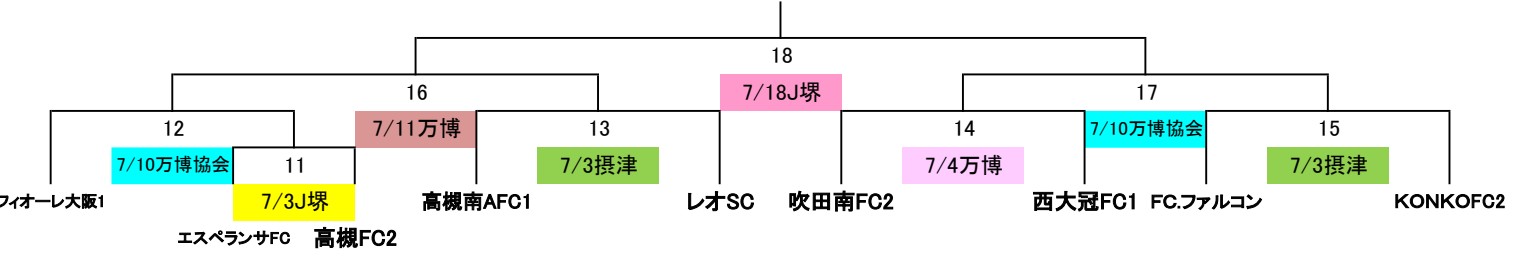 18
7/18J堺
16
17
7/11万博
7/10万博協会
12
13
14
15
7/10万博協会
11
7/3摂津
7/4万博
7/3摂津
フィオーレ大阪1
7/3J堺
高槻南AFC1
レオSC
吹田南FC2
西大冠FC1
FC.ファルコン
KONKOFC2
エスペランサFC
高槻FC2